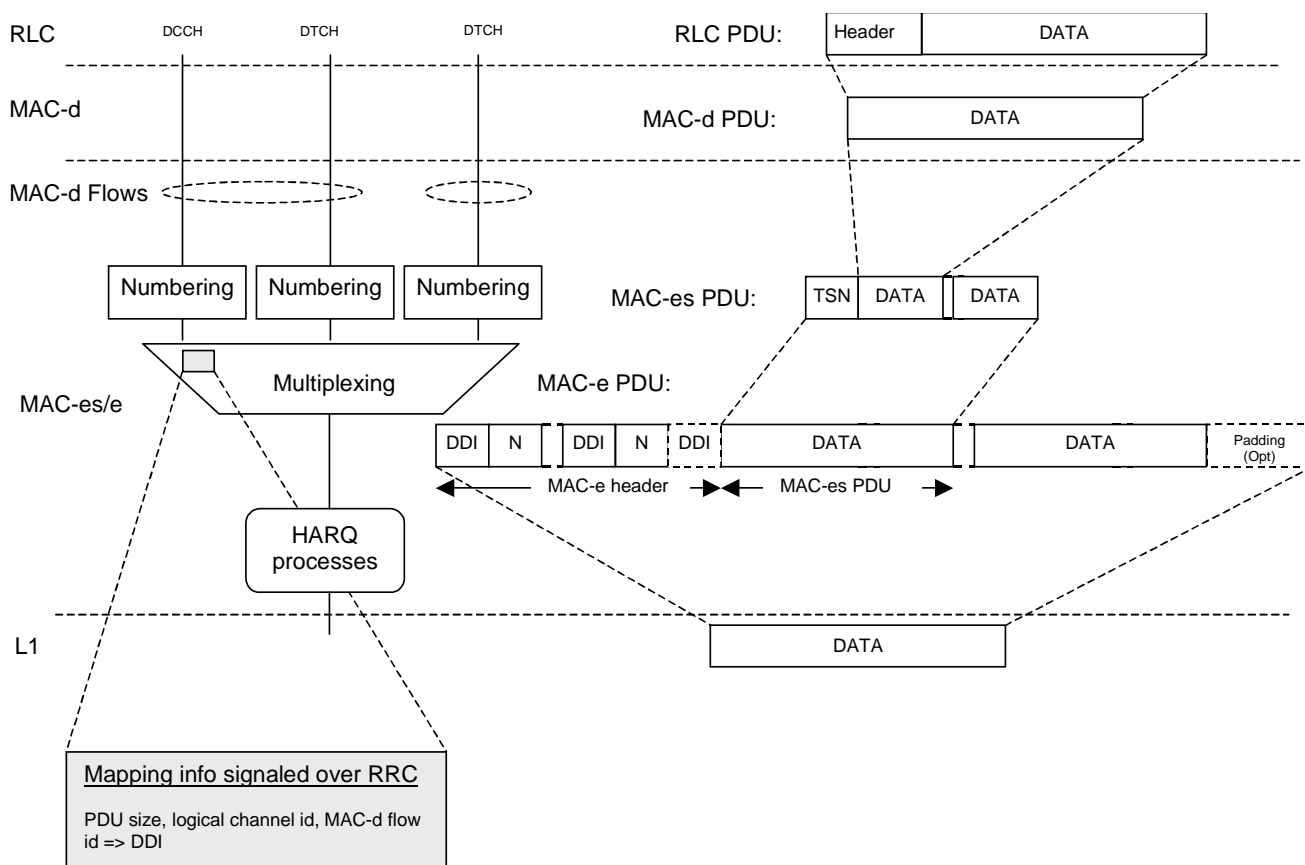 RLC
DCCH
DTCH
DTCH
RLC PDU:
Header
DATA
MAC-d
MAC-d PDU:
DATA
MAC-d Flows
Numbering
Numbering
Numbering
MAC-es PDU:
TSN
DATA
DATA
Multiplexing
MAC-e PDU:
MAC-es/e
DDI
N
DDI
N
DDI
DATA
DATA
Padding
(Opt)
MAC-e header
MAC-es PDU
HARQ
processes
L1
DATA
Mapping info signaled over RRC
PDU size, logical channel id, MAC-d flow
id => DDI